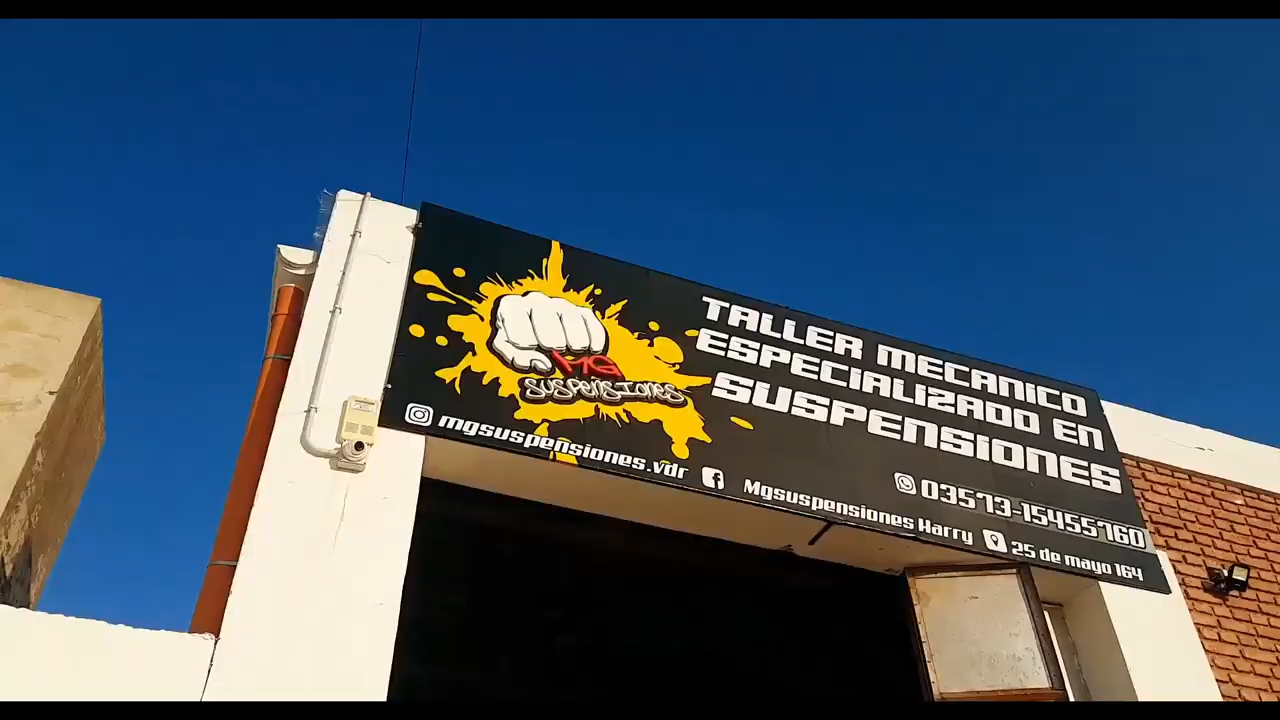 TALLER MECANICO
ESPECIALIZADO EN
SUSPENSIONES
MG
SUSPENSIONES
mgsuspensiones.vdr
Mgsuspensiones Harry
03573-15455760
25 de mayo 164